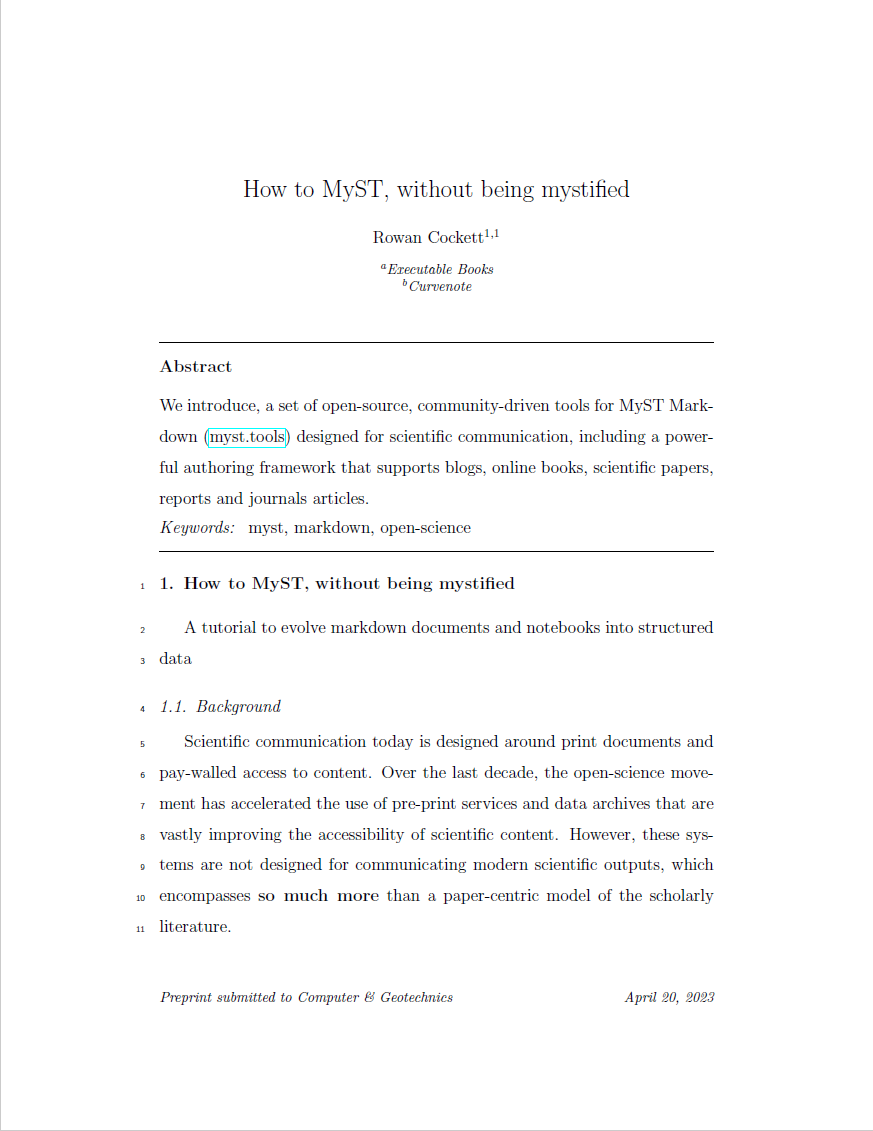 How to MyST, without being mystified
Rowan Cockett1,1
aExecutable Books
bCurvenote
Abstract
We introduce, a set of open-source, community-driven tools for MyST Mark-
down (myst.tools) designed for scientific communication, including a power-
ful authoring framework that supports blogs, online books, scientific papers,
reports and journals articles.
Keywords: myst, markdown, open-science
1 1. How to MyST, without being mystified
2 A tutorial to evolve markdown documents and notebooks into structured
3 data
4 1.1. Background
5 Scientific communication today is designed around print documents and
6 pay-walled access to content. Over the last decade, the open-science move-
7 ment has accelerated the use of pre-print services and data archives that are
8 vastly improving the accessibility of scientific content. However, these sys-
9 tems are not designed for communicating modern scientific outputs, which
10 encompasses so much more than a paper-centric model of the scholarly
11 literature.
Preprint submitted to Computer & Geotechnics April 20, 2023